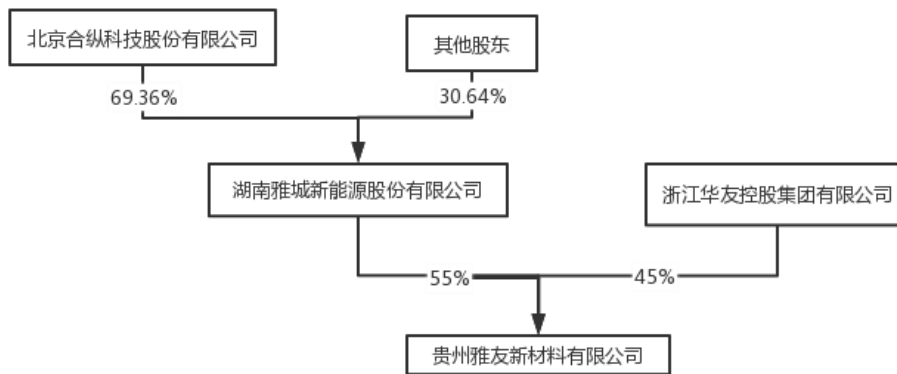 北京合纵科技股份有限公司
其他股东
69.36%
30.64%
湖南雅城新能源股份有限公司
浙江华友控股集团有限公司
55%
45%
贵州雅友新材料有限公司